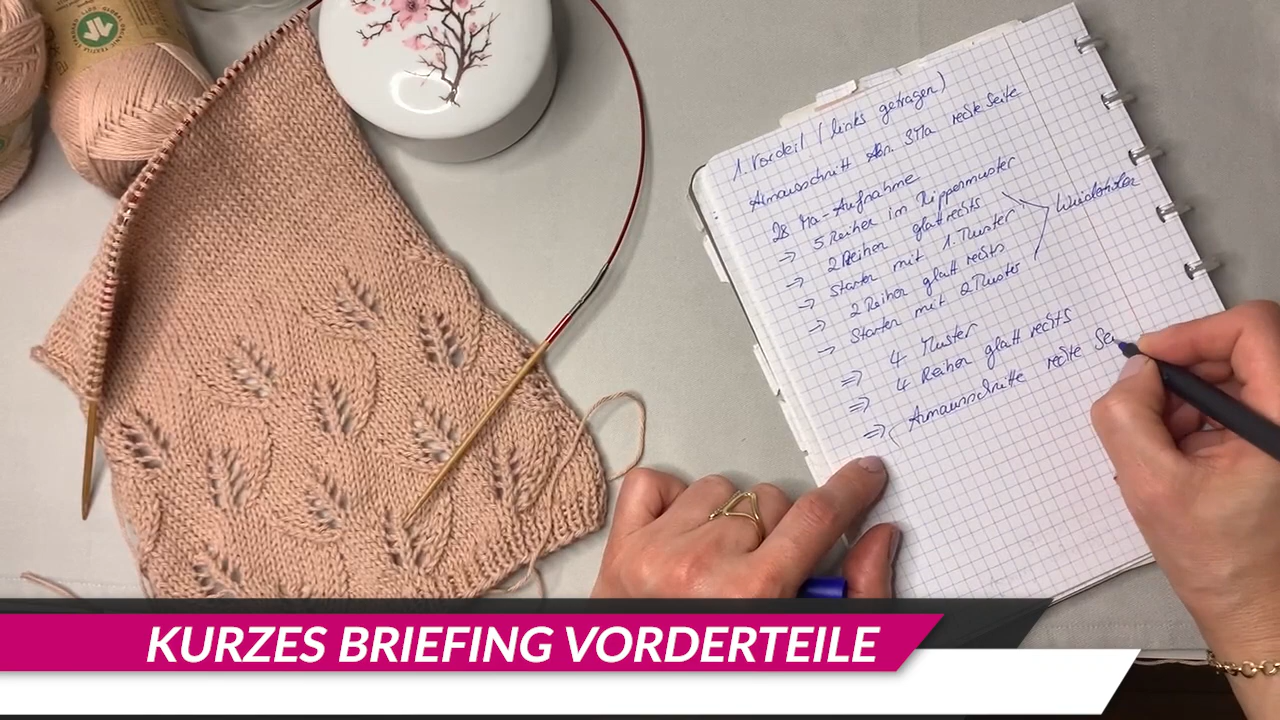 1. Vorderteil (links getragen)
Armausschnitt Abn. 3 Ma rechte Seite
28 Ma-Aufnahme
=> 5 Reihen im Rippenmuster
=> 2 Reihen glatt rechts
=> Starten mit 1. Muster
=> 2 Reihen glatt rechts
=> Starten mit 2 Muster
Wiederholen
=> 4 Muster
=> 4 Reihen glatt rechts
=> ( Armausschnitte rechte Sei
KURZES BRIEFING VORDERTEILE